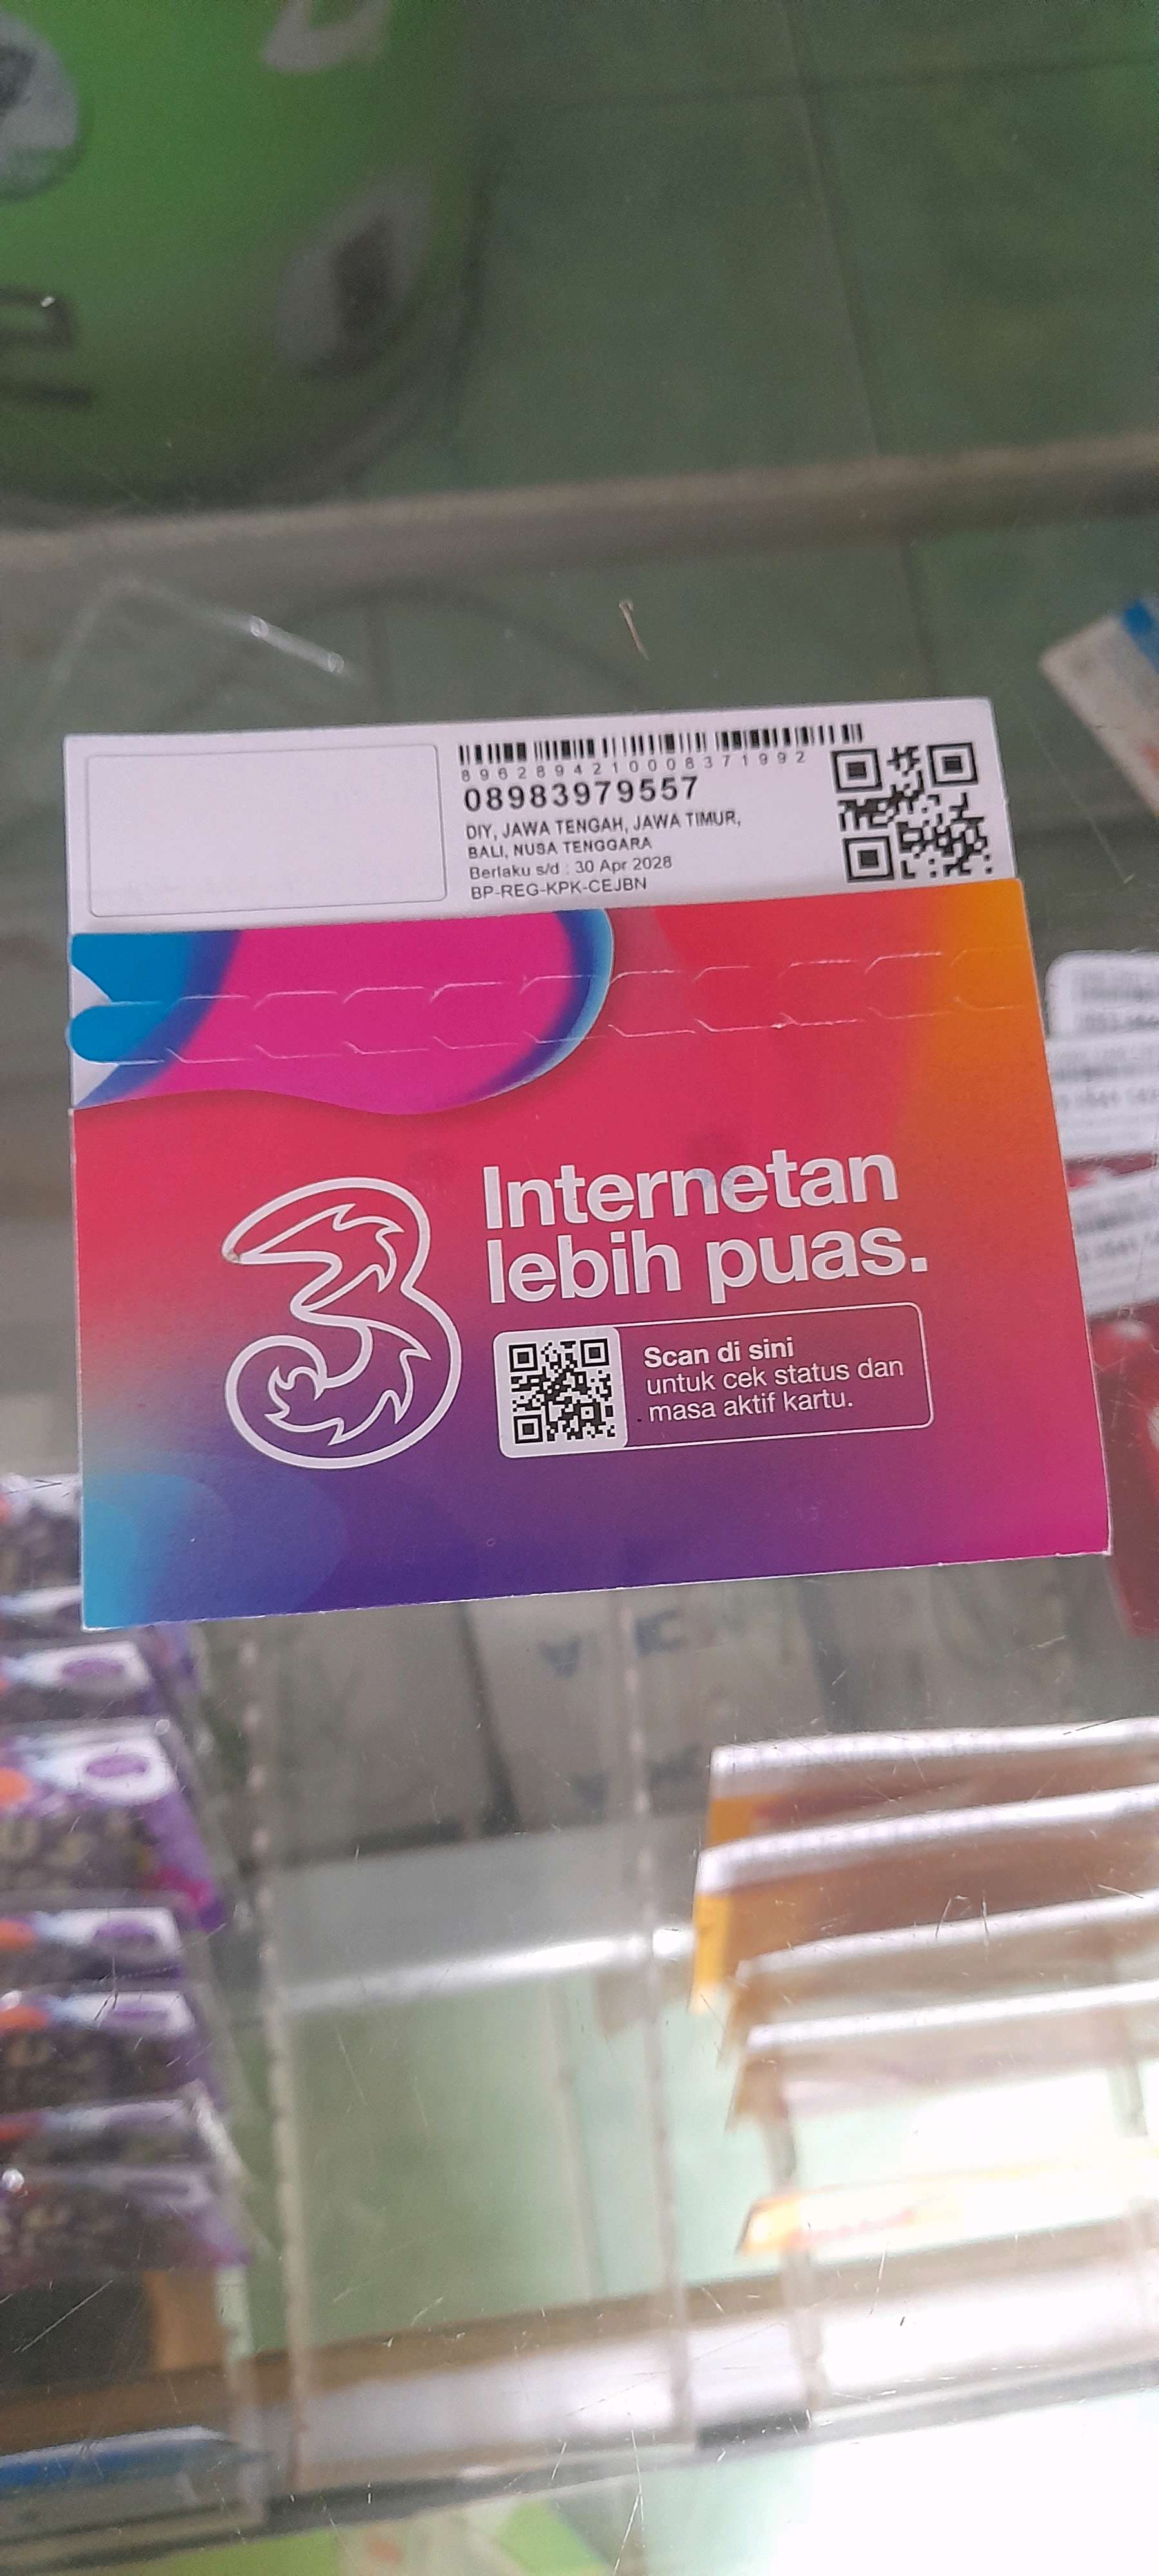 8962894210008371992
08983979557
DIY, JAWA TENGAH, JAWA TIMUR,
BALI, NUSA TENGGARA
Berlaku s/d : 30 Apr 2028
BP-REG-KPK-CEJBN
3
Internetan
lebih puas.
Scan di sini
untuk cek status dan
masa aktif kartu.